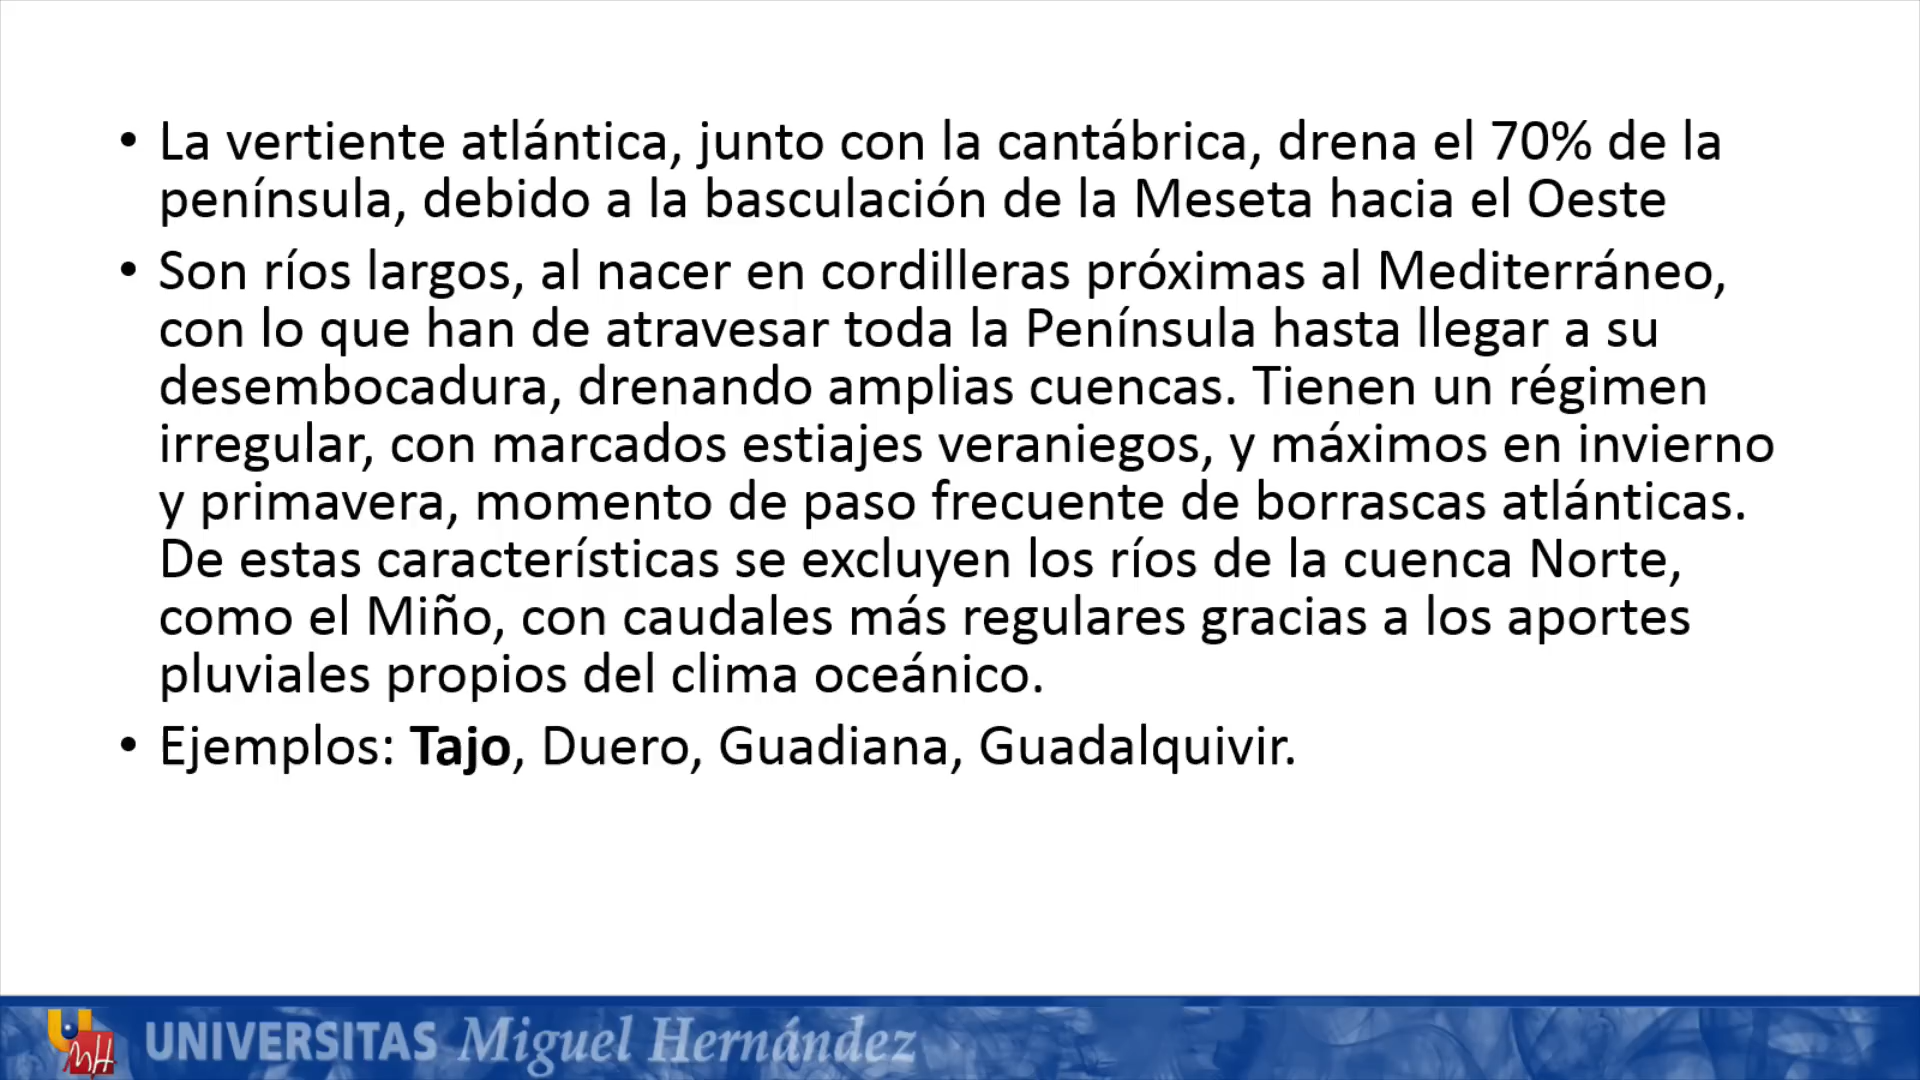 • La vertiente atlántica, junto con la cantábrica, drena el 70% de la
península, debido a la basculación de la Meseta hacia el Oeste
• Son ríos largos, al nacer en cordilleras próximas al Mediterráneo,
con lo que han de atravesar toda la Península hasta llegar a su
desembocadura, drenando amplias cuencas. Tienen un régimen
irregular, con marcados estiajes veraniegos, y máximos en invierno
y primavera, momento de paso frecuente de borrascas atlánticas.
De estas características se excluyen los ríos de la cuenca Norte,
como el Miño, con caudales más regulares gracias a los aportes
pluviales propios del clima oceánico.
• Ejemplos: Tajo, Duero, Guadiana, Guadalquivir.
UNIVERSITAS Miguel Hernández